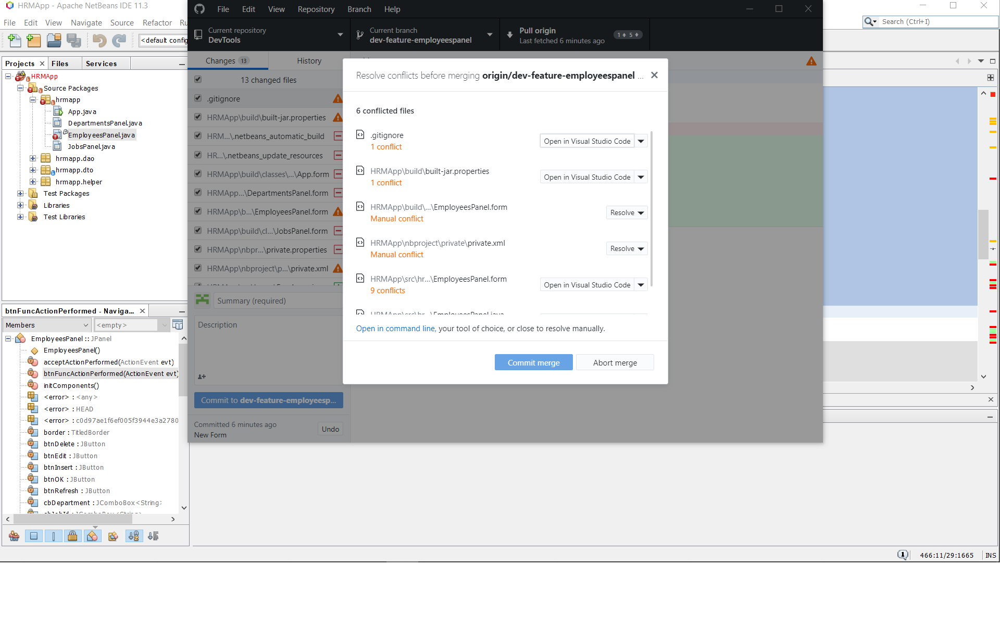 HRMApp - Apache NetBeans IDE 11.3
File Edit View Navigate Source Refactor Ru
Search (Ctrl+I)
<default config
Projects Files Services
HRMApp
Source Packages
hrmapp
App.java
DepartmentsPanel.java
EmployeesPanel.java
JobsPanel.java
hrmapp.dao
hrmapp.dto
hrmapp.helper
Test Packages
Libraries
Test Libraries
btnFuncActionPerformed - Naviga...
Members <empty>
EmployeesPanel :: JPanel
EmployeesPanel()
acceptActionPerformed(ActionEvent evt)
btnFuncActionPerformed(ActionEvent evt)
initComponents()
<error> : <any>
<error> : HEAD
<error> : c0d97ae1f6ef005f3944e3a2780
border : TitledBorder
btnDelete : JButton
btnEdit : JButton
btnInsert : JButton
btnOK : JButton
btnRefresh : JButton
cbDepartment : JComboBox<String>
File Edit View Repository Branch Help
Current repository
DevTools
Current branch
dev-feature-employeespanel
Pull origin
Last fetched 6 minutes ago
1 5
Changes 13 History
13 changed files
.gitignore
HRMApp\build\built-jar.properties
HRM...\.netbeans_automatic_build
HR...\.netbeans_update_resources
HRMApp\build\classes\...\App.form
HRMApp...\DepartmentsPanel.form
HRMApp\b...\EmployeesPanel.form
HRMApp\build\cl...\JobsPanel.form
HRMApp\nbpr...\private.properties
HRMApp\nbproject\p...\private.xml
Summary (required)
Description
Commit to dev-feature-employeesp...
Committed 6 minutes ago
New Form
Undo
Resolve conflicts before merging origin/dev-feature-employeespanel ...
6 conflicted files
.gitignore
1 conflict
Open in Visual Studio Code
HRMApp\build\built-jar.properties
1 conflict
Open in Visual Studio Code
HRMApp\build\...\EmployeesPanel.form
Manual conflict
Resolve
HRMApp\nbproject\private\private.xml
Manual conflict
Resolve
HRMApp\src\hr...\EmployeesPanel.form
9 conflicts
Open in Visual Studio Code
HRMApp\src\hr...\EmployeesPanel.java
Open in command line, your tool of choice, or close to resolve manually.
Commit merge Abort merge
1 466:11/29:1665 INS